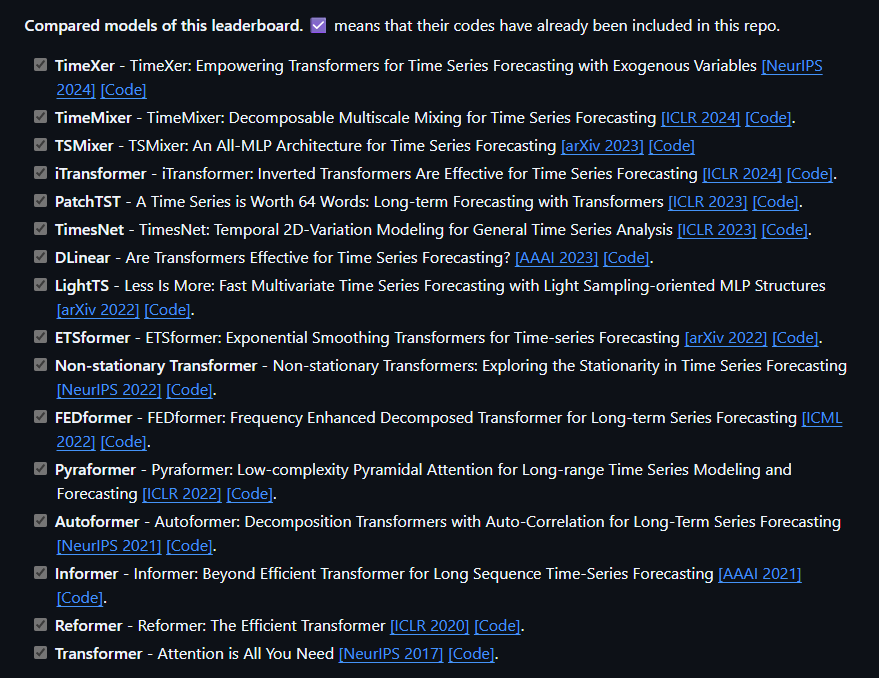 Compared models of this leaderboard. ☑ means that their codes have already been included in this repo.
TimeXer - TimeXer: Empowering Transformers for Time Series Forecasting with Exogenous Variables [NeurIPS
2024] [Code]
TimeMixer - TimeMixer: Decomposable Multiscale Mixing for Time Series Forecasting [ICLR 2024] [Code].
TSMixer - TSMixer: An All-MLP Architecture for Time Series Forecasting [arXiv 2023] [Code]
iTransformer - iTransformer: Inverted Transformers Are Effective for Time Series Forecasting [ICLR 2024] [Code].
PatchTST - A Time Series is Worth 64 Words: Long-term Forecasting with Transformers [ICLR 2023] [Code].
TimesNet - TimesNet: Temporal 2D-Variation Modeling for General Time Series Analysis [ICLR 2023] [Code].
DLinear - Are Transformers Effective for Time Series Forecasting? [AAAI 2023] [Code].
LightTS - Less Is More: Fast Multivariate Time Series Forecasting with Light Sampling-oriented MLP Structures
[arXiv 2022] [Code].
ETSformer - ETSformer: Exponential Smoothing Transformers for Time-series Forecasting [arXiv 2022] [Code].
Non-stationary Transformer - Non-stationary Transformers: Exploring the Stationarity in Time Series Forecasting
[NeurIPS 2022] [Code].
FEDformer - FEDformer: Frequency Enhanced Decomposed Transformer for Long-term Series Forecasting [ICML
2022] [Code].
Pyraformer - Pyraformer: Low-complexity Pyramidal Attention for Long-range Time Series Modeling and
Forecasting [ICLR 2022] [Code].
Autoformer - Autoformer: Decomposition Transformers with Auto-Correlation for Long-Term Series Forecasting
[NeurIPS 2021] [Code].
Informer - Informer: Beyond Efficient Transformer for Long Sequence Time-Series Forecasting [AAAI 2021]
[Code].
Reformer - Reformer: The Efficient Transformer [ICLR 2020] [Code].
Transformer - Attention is All You Need [NeurIPS 2017] [Code].